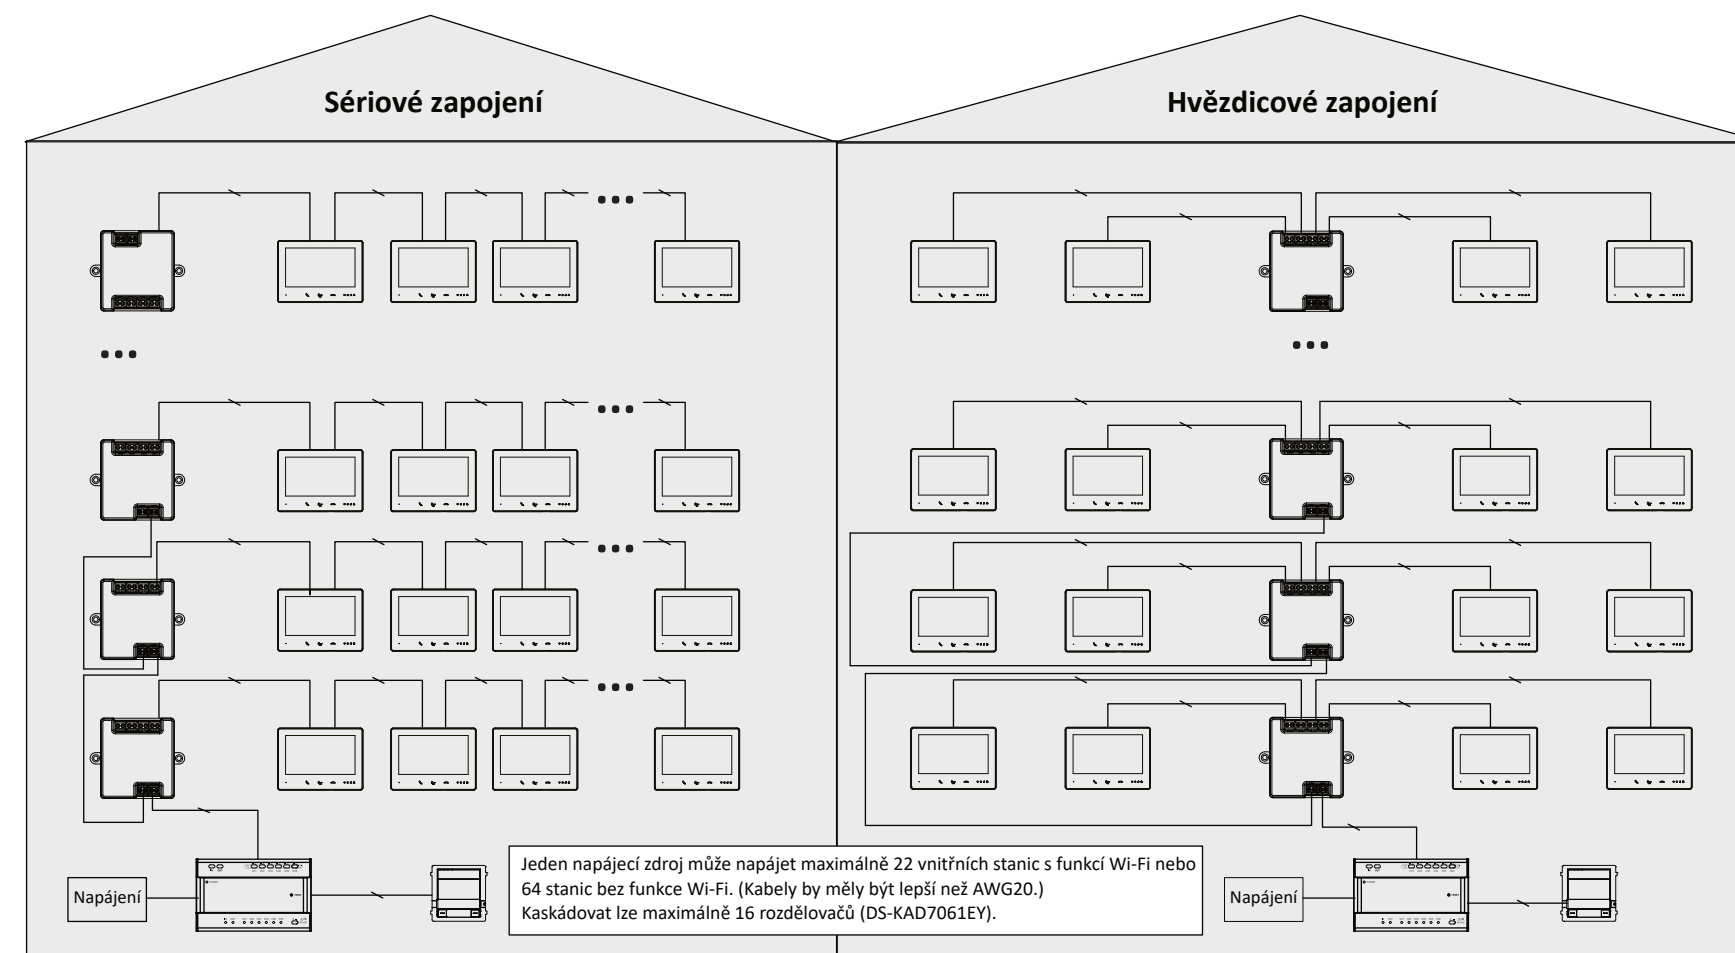 Sériové zapojení
Hvězdicové zapojení
Napájení
Jeden napájecí zdroj může napájet maximálně 22 vnitřních stanic s funkcí Wi-Fi nebo
64 stanic bez funkce Wi-Fi. (Kabely by měly být lepší než AWG20.)
Kaskádovat lze maximálně 16 rozdělovačů (DS-KAD7061EY).
Napájení